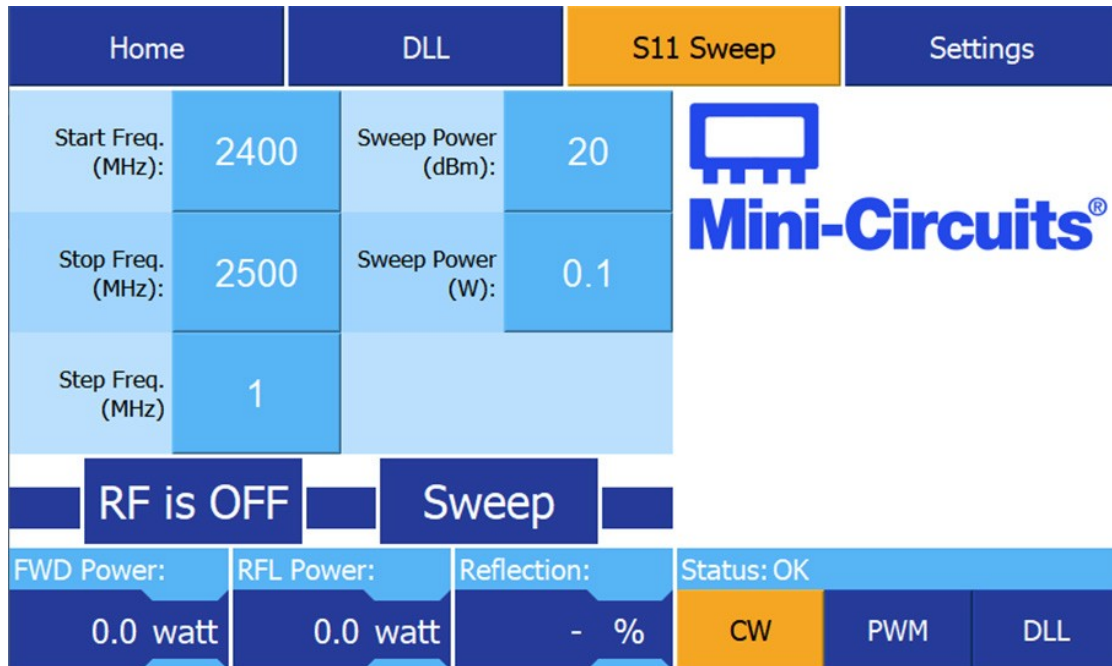 Home
DLL
S11 Sweep
Settings
Start Freq.
(MHz):
2400
Sweep Power
(dBm):
20
Mini-Circuits®
Stop Freq.
(MHz):
2500
Sweep Power
(W):
0.1
Step Freq.
(MHz)
1
RF is OFF
Sweep
FWD Power:
RFL Power:
Reflection:
Status: OK
0.0 watt
0.0 watt
- %
CW
PWM
DLL